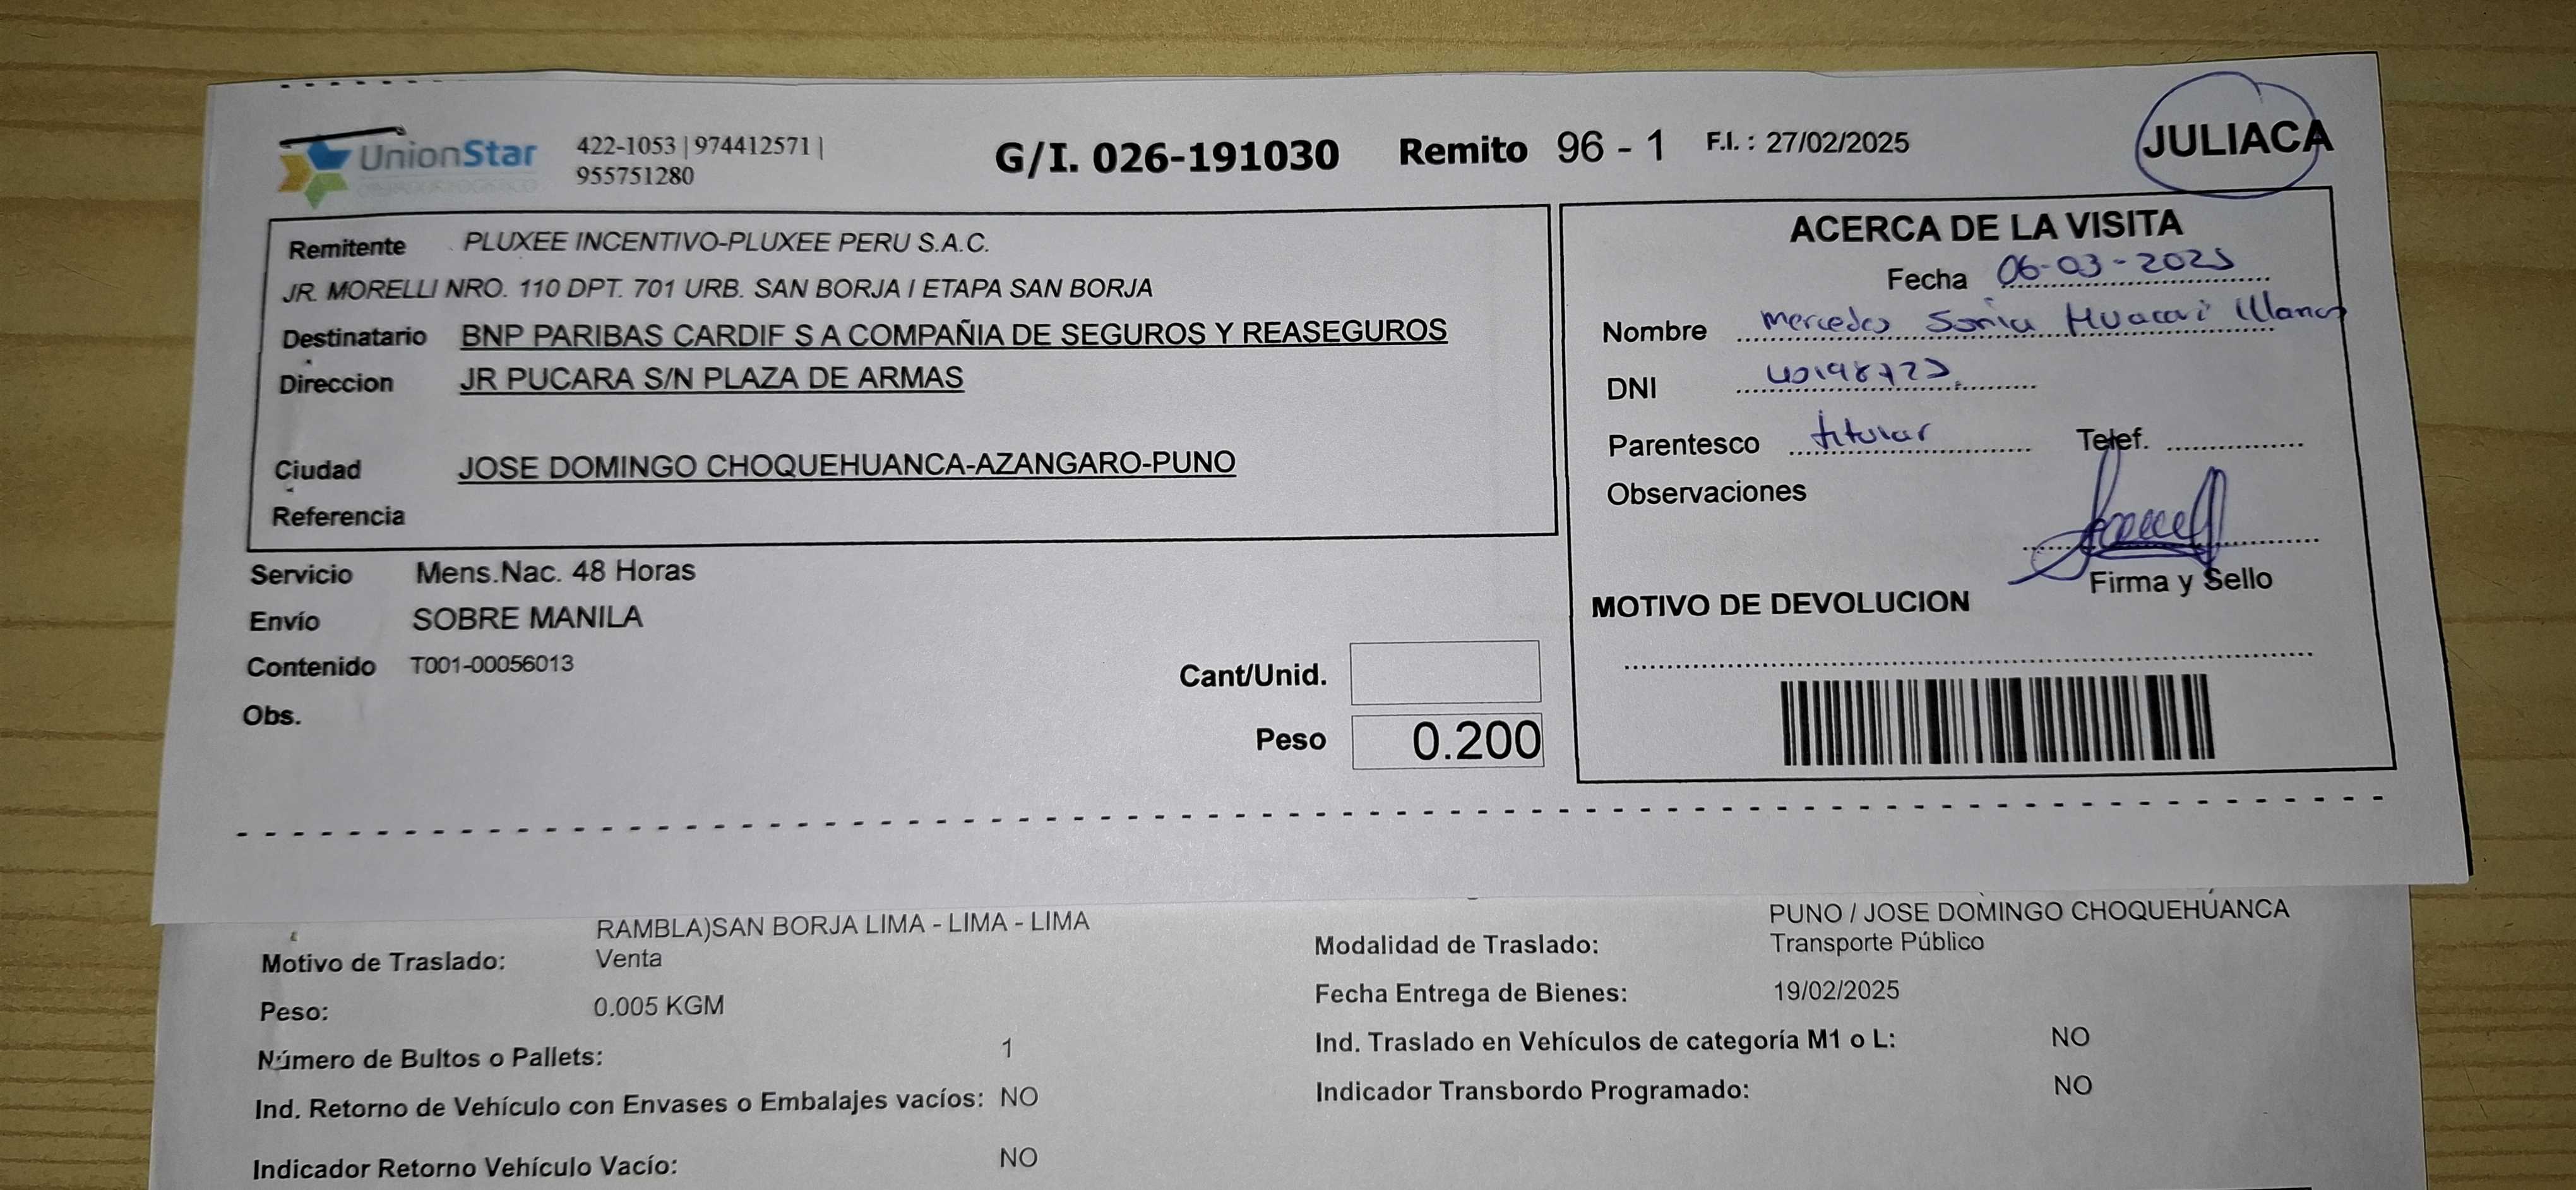 UnionStar
422-1053 | 974412571 |
955751280
G/I. 026-191030 Remito 96 - 1 F.I. : 27/02/2025
JULIACA
Remitente PLUXEE INCENTIVO-PLUXEE PERU S.A.C.
JR. MORELLI NRO. 110 DPT. 701 URB. SAN BORJA I ETAPA SAN BORJA
Destinatario BNP PARIBAS CARDIF S A COMPAÑIA DE SEGUROS Y REASEGUROS
Direccion JR PUCARA S/N PLAZA DE ARMAS
Ciudad JOSE DOMINGO CHOQUEHUANCA-AZANGARO-PUNO
Referencia
Servicio Mens.Nac. 48 Horas
Envío SOBRE MANILA
Contenido T001-00056013
Obs.
Cant/Unid.
Peso 0.200
ACERCA DE LA VISITA
Fecha 06-03-2025
Nombre Mercedes Sonia Huacari
DNI
Parentesco titular Telef.
Observaciones
Firma y Sello
MOTIVO DE DEVOLUCION
RAMBLA)SAN BORJA LIMA - LIMA - LIMA
Motivo de Traslado: Venta
Peso: 0.005 KGM
Número de Bultos o Pallets: 1
Ind. Retorno de Vehículo con Envases o Embalajes vacíos: NO
Indicador Retorno Vehículo Vacío: NO
PUNO / JOSE DOMINGO CHOQUEHUANCA
Modalidad de Traslado: Transporte Público
Fecha Entrega de Bienes: 19/02/2025
Ind. Traslado en Vehículos de categoría M1 o L: NO
Indicador Transbordo Programado: NO